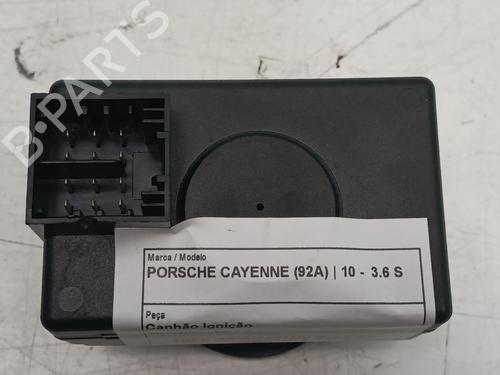 B-PARTS
Marca / Modelo
PORSCHE CAYENNE (92A) | 10 - 3.6 S
Peça
Canhão Ignição